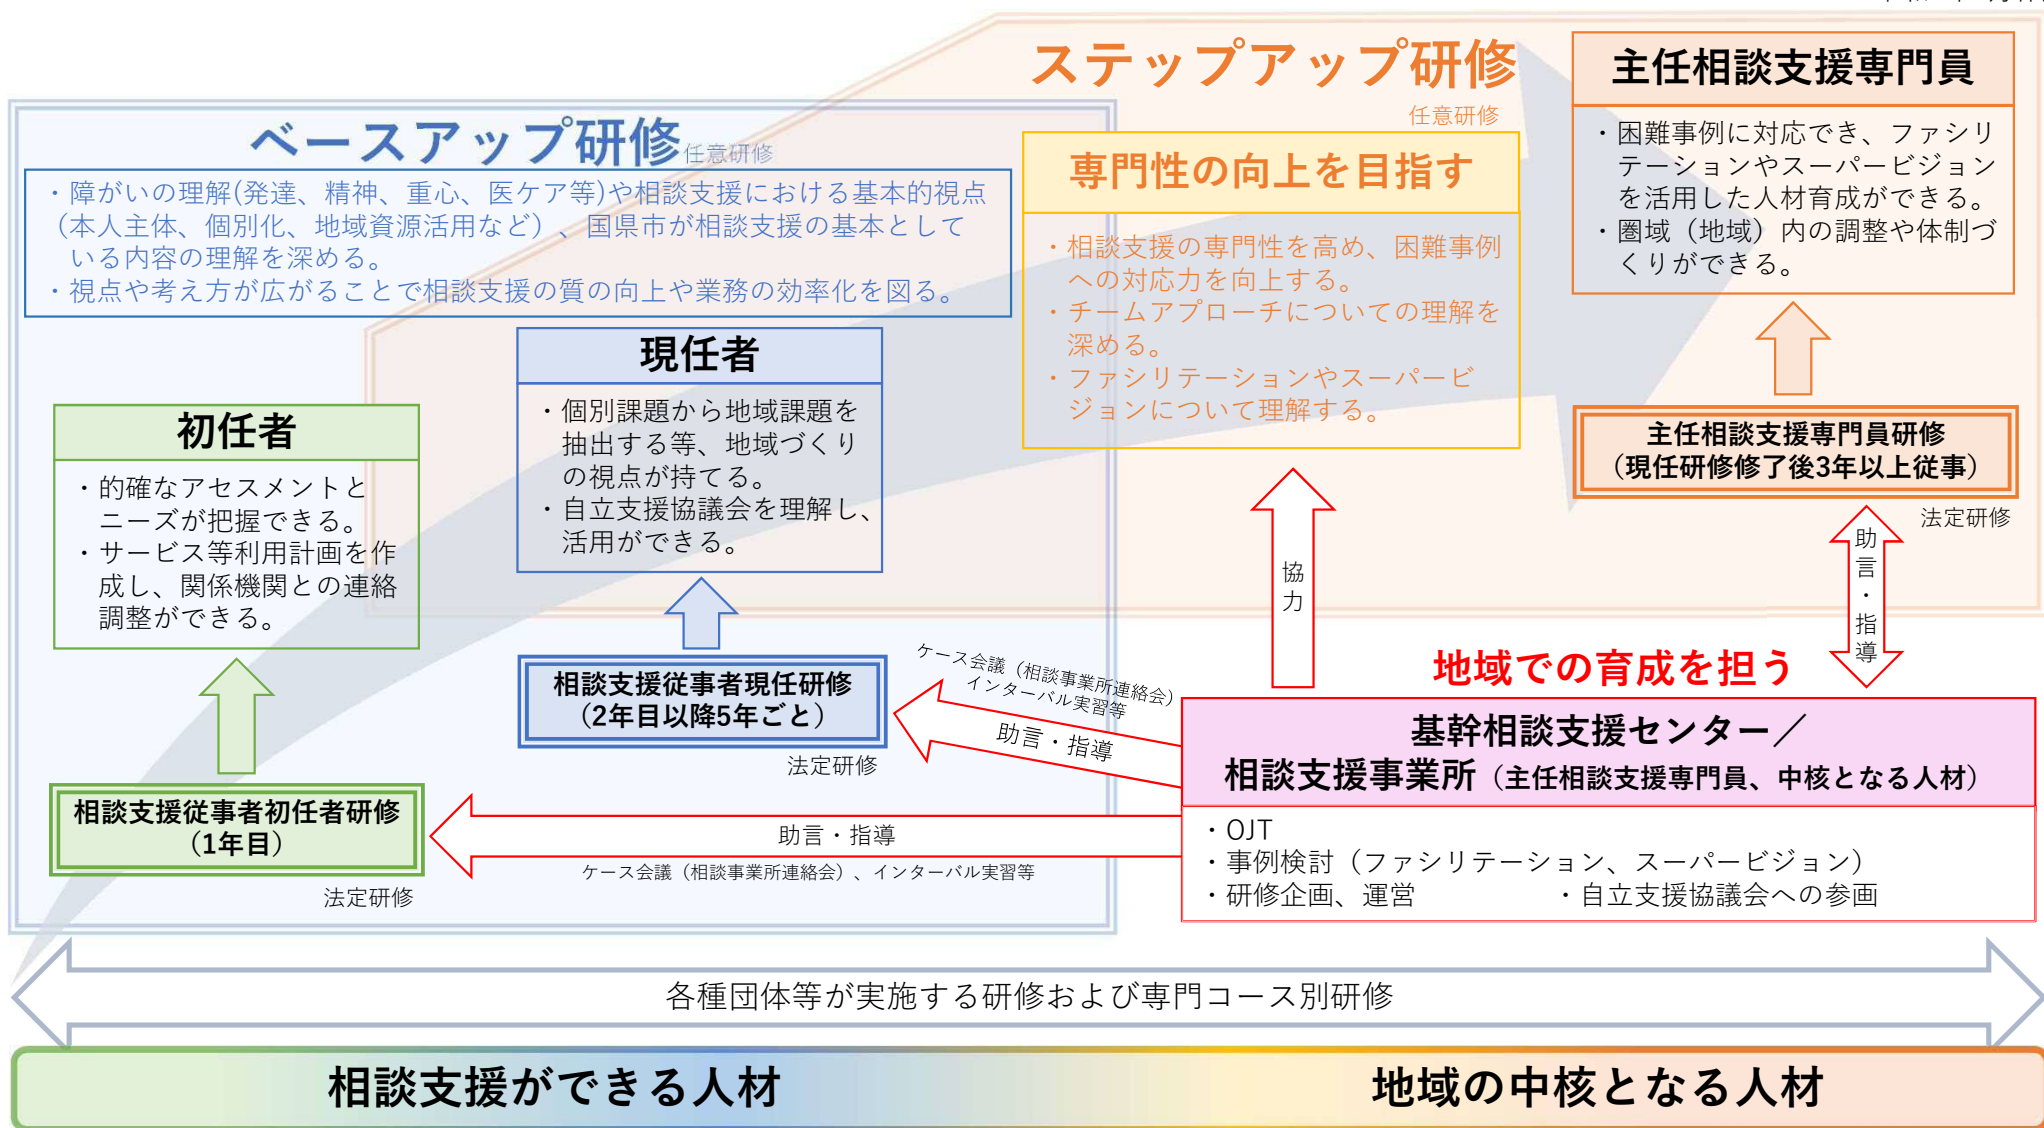 ステップアップ研修
任意研修
主任相談支援専門員
・困難事例に対応でき、ファシリ
テーションやスーパービジョン
を活用した人材育成ができる。
・圏域（地域）内の調整や体制づ
くりができる。
ベースアップ研修任意研修
・障がいの理解(発達、精神、重心、医ケア等)や相談支援における基本的視点
（本人主体、個別化、地域資源活用など）、国県市が相談支援の基本として
いる内容の理解を深める。
・視点や考え方が広がることで相談支援の質の向上や業務の効率化を図る。
専門性の向上を目指す
・相談支援の専門性を高め、困難事例
への対応力を向上する。
・チームアプローチについての理解を
深める。
・ファシリテーションやスーパービ
ジョンについて理解する。
現任者
・個別課題から地域課題を
抽出する等、地域づくり
の視点が持てる。
・自立支援協議会を理解し、
活用ができる。
初任者
・的確なアセスメントと
ニーズが把握できる。
・サービス等利用計画を作
成し、関係機関との連絡
調整ができる。
主任相談支援専門員研修
（現任研修修了後3年以上従事）
法定研修
協力
助言・指導
相談支援従事者現任研修
（2年目以降5年ごと）
法定研修
ケース会議（相談事業所連絡会）
インターバル実習等
助言・指導
地域での育成を担う
基幹相談支援センター／
相談支援事業所（主任相談支援専門員、中核となる人材）
・OJT
・事例検討（ファシリテーション、スーパービジョン）
・研修企画、運営　・自立支援協議会への参画
相談支援従事者初任者研修
（1年目）
法定研修
助言・指導
ケース会議（相談事業所連絡会）、インターバル実習等
各種団体等が実施する研修および専門コース別研修
相談支援ができる人材
地域の中核となる人材